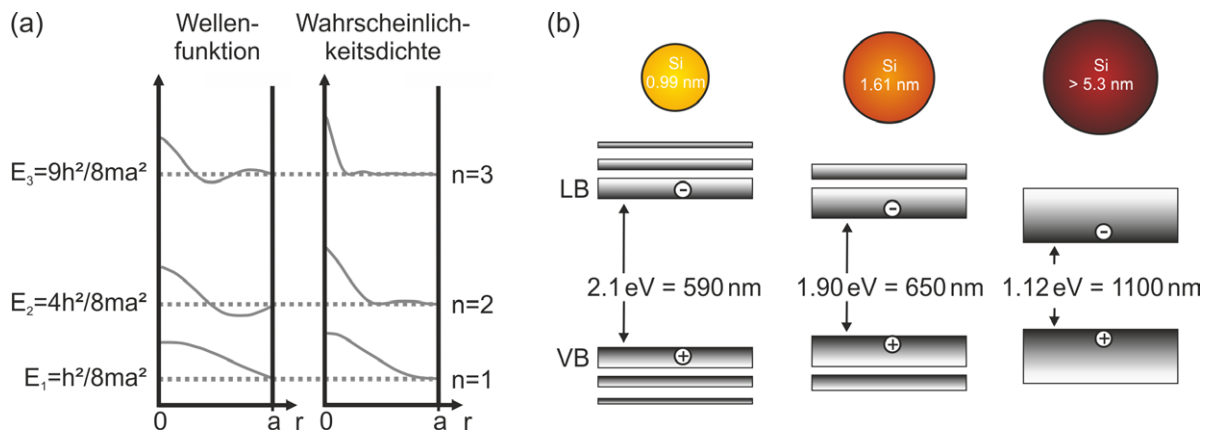 (a)
Wellen-
funktion
Wahrscheinlich-
keitsdichte
E₃=9h²/8ma²
n=3
E₂=4h²/8ma²
n=2
E₁=h²/8ma²
n=1
0
a
r
0
a
r
(b)
Si
0.99 nm
Si
1.61 nm
Si
> 5.3 nm
LB
−
−
−
2.1 eV = 590 nm
1.90 eV = 650 nm
1.12 eV = 1100 nm
VB
+
+
+